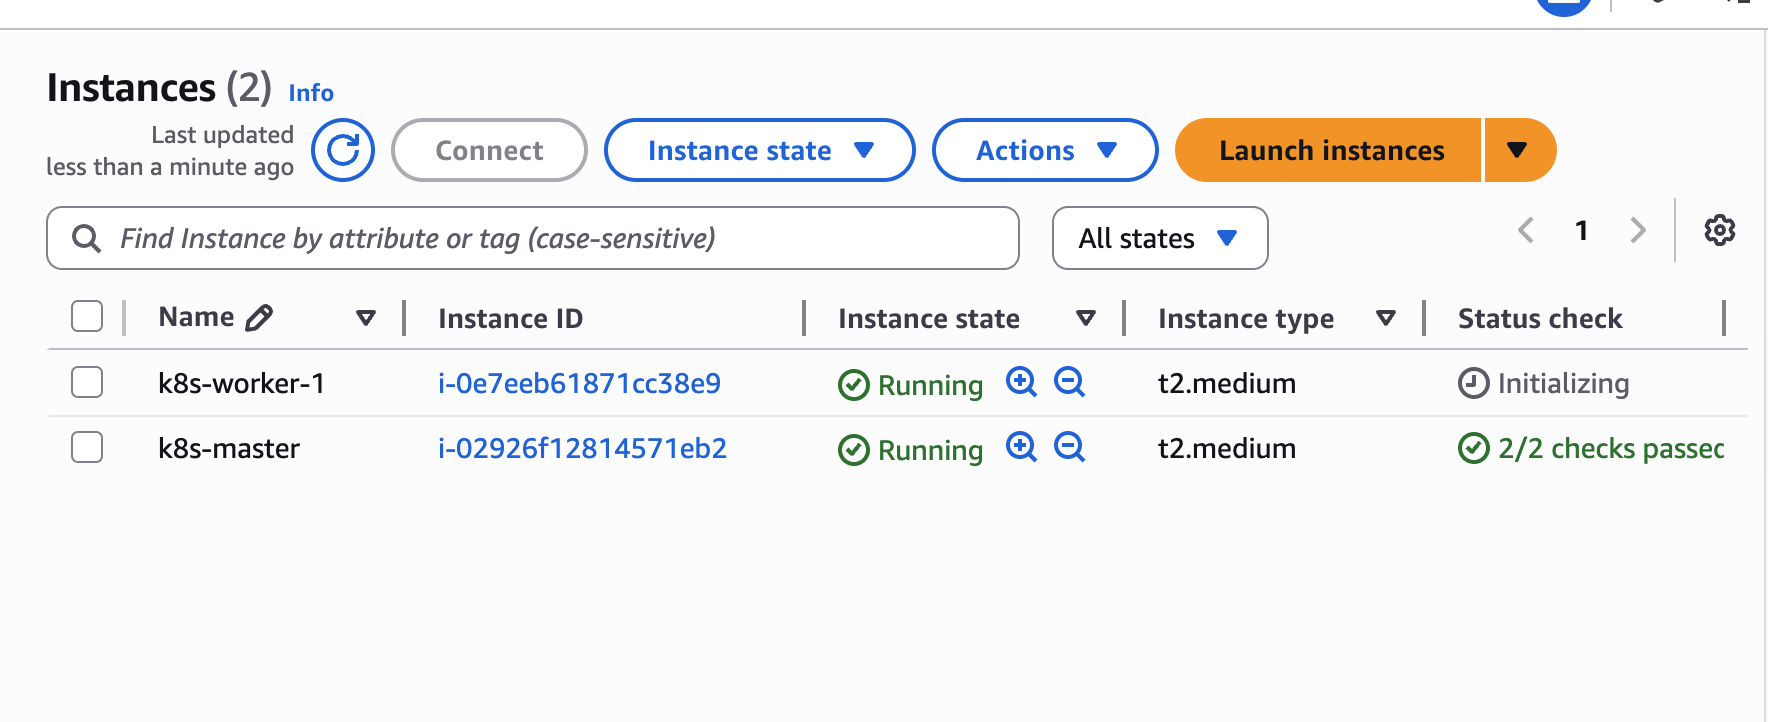 Instances (2) Info
Last updated
less than a minute ago
Connect
Instance state
Actions
Launch instances
Find Instance by attribute or tag (case-sensitive)
All states
1
Name Instance ID Instance state Instance type Status check
k8s-worker-1 i-0e7eeb61871cc38e9 Running t2.medium Initializing
k8s-master i-02926f12814571eb2 Running t2.medium 2/2 checks passec